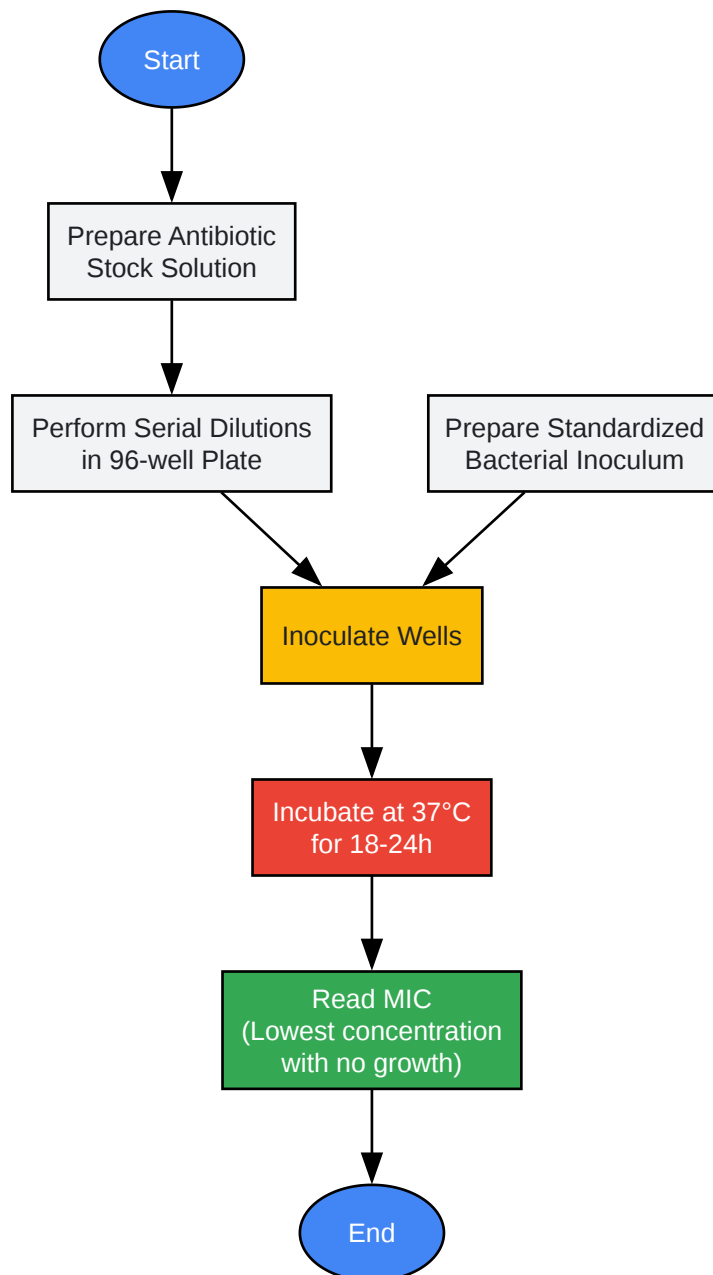 Start
Prepare Antibiotic
Stock Solution
Perform Serial Dilutions
in 96-well Plate
Prepare Standardized
Bacterial Inoculum
Inoculate Wells
Incubate at 37°C
for 18-24h
Read MIC
(Lowest concentration
with no growth)
End